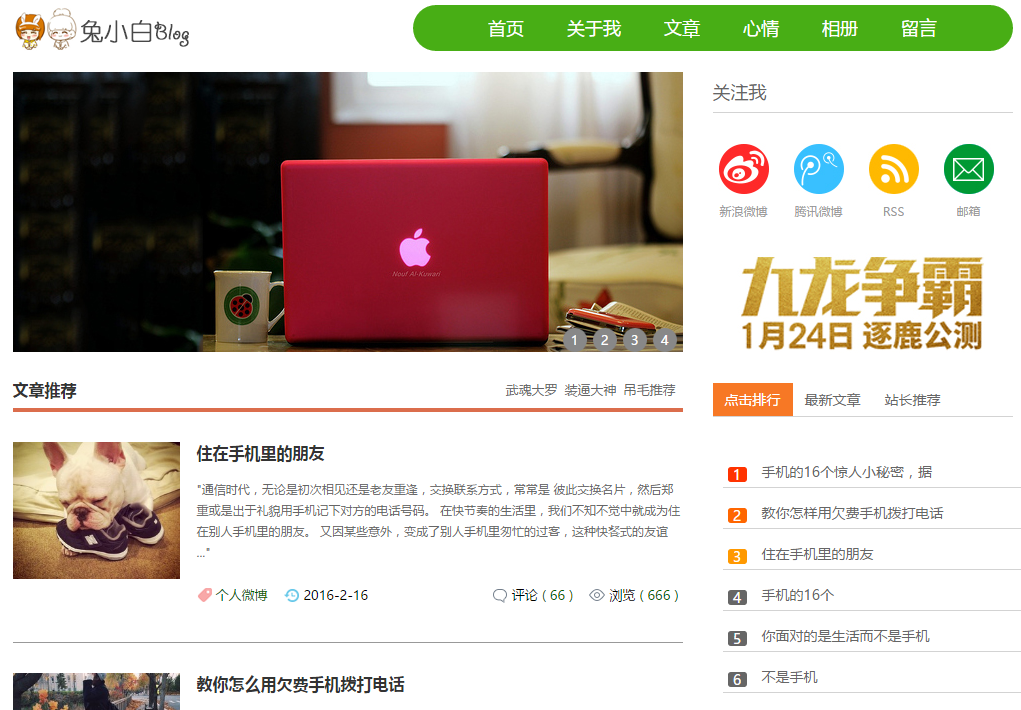 兔小白Blog
首页 关于我 文章 心情 相册 留言
关注我
新浪微博 腾讯微博 RSS 邮箱
Nouf Al-Kuwari
1 2 3 4
九龙争霸
1月24日 逐鹿公测
文章推荐
武魂大罗 装逼大神 吊毛推荐
点击排行 最新文章 站长推荐
住在手机里的朋友
"通信时代，无论是初次相见还是老友重逢，交换联系方式，常常是 彼此交换名片，然后郑
重或是出于礼貌用手机记下对方的电话号码。 在快节奏的生活里，我们不知不觉中就成为住
在别人手机里的朋友。 又因某些意外，变成了别人手机里匆忙的过客，这种快餐式的友谊
..."
个人微博 2016-2-16 评论 ( 66 ) 浏览 ( 666 )
教你怎么用欠费手机拨打电话
1 手机的16个惊人小秘密，据
2 教你怎样用欠费手机拨打电话
3 住在手机里的朋友
4 手机的16个
5 你面对的是生活而不是手机
6 不是手机